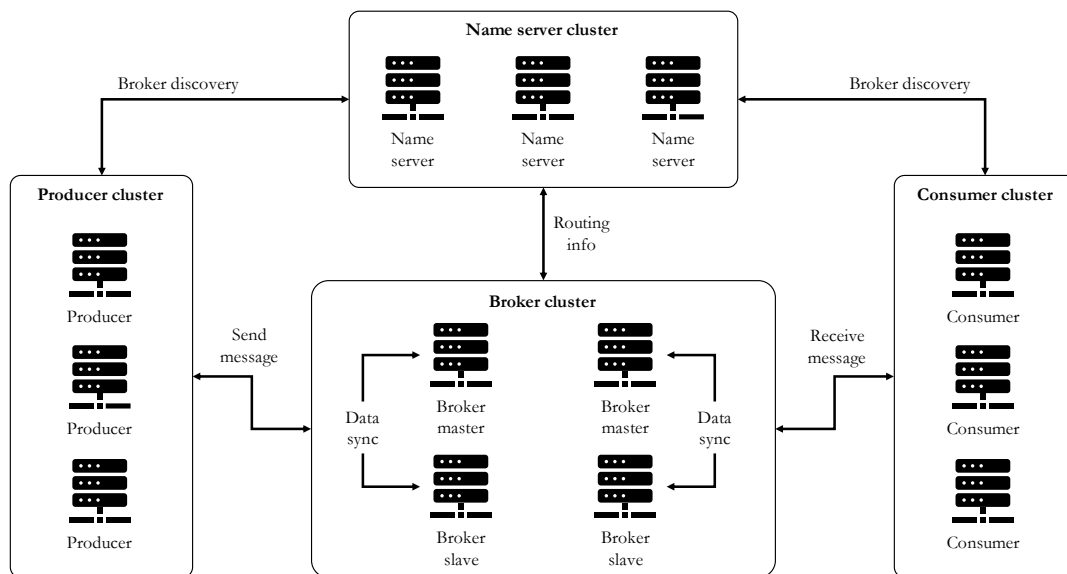 Name server cluster
Broker discovery
Broker discovery
Name
server
Name
server
Name
server
Producer cluster
Consumer cluster
Routing
info
Producer
Producer
Producer
Send
message
Broker cluster
Broker
master
Broker
master
Data
sync
Data
sync
Broker
slave
Broker
slave
Receive
message
Consumer
Consumer
Consumer